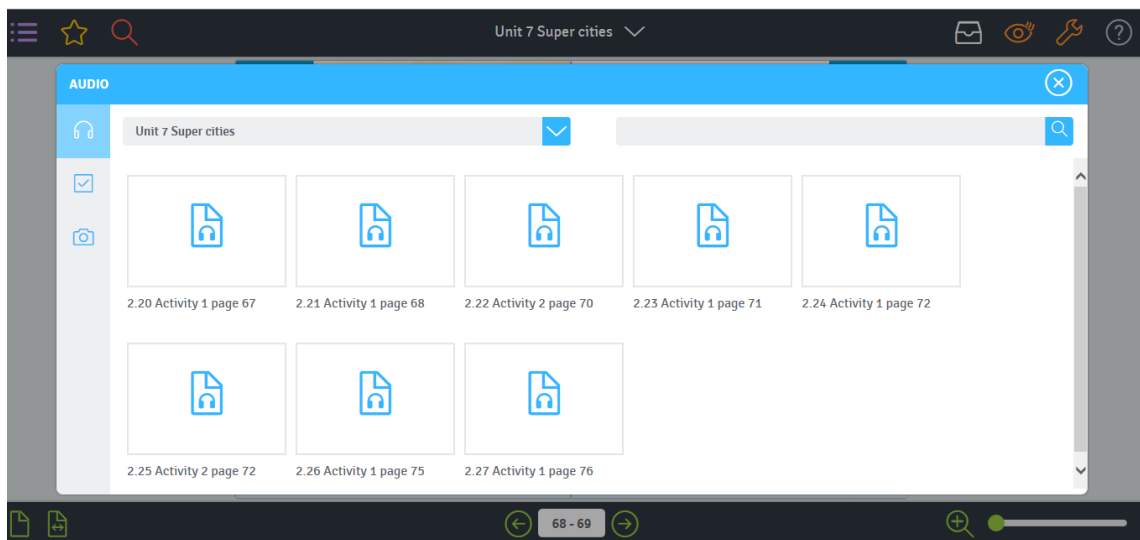 Unit 7 Super cities
AUDIO
Unit 7 Super cities
2.20 Activity 1 page 67
2.21 Activity 1 page 68
2.22 Activity 2 page 70
2.23 Activity 1 page 71
2.24 Activity 1 page 72
2.25 Activity 2 page 72
2.26 Activity 1 page 75
2.27 Activity 1 page 76
68 - 69